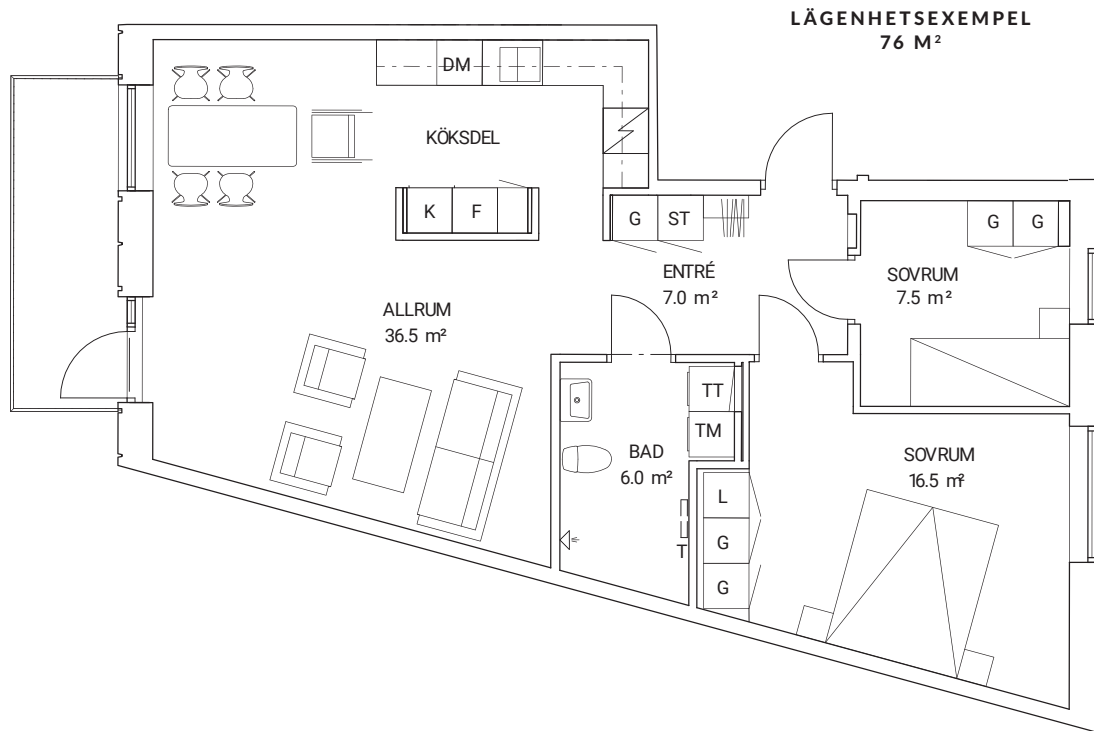 LÄGENHETSEXEMPEL
76 M²
DM
KÖKSDEL
K F
G ST
G G
ENTRÉ
7.0 m²
SOVRUM
7.5 m²
ALLRUM
36.5 m²
TT
TM
BAD
6.0 m²
SOVRUM
16.5 m²
L
G
T
G